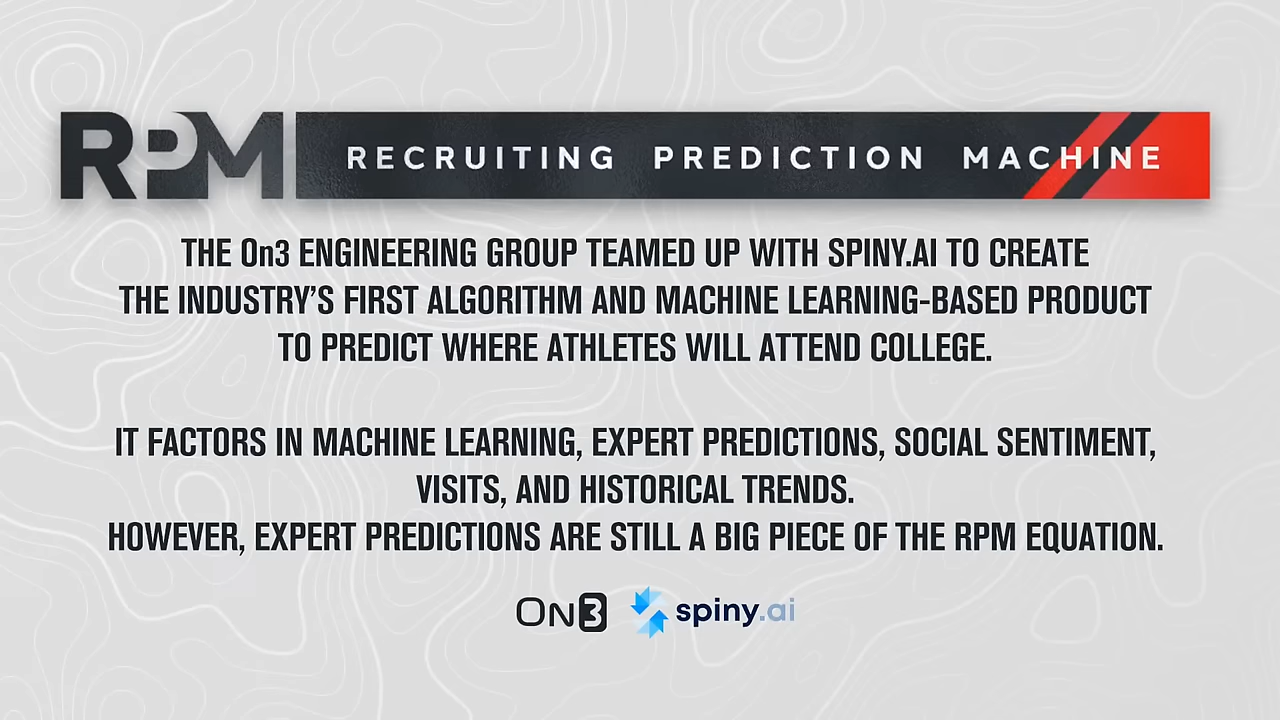 RPM RECRUITING PREDICTION MACHINE
THE On3 ENGINEERING GROUP TEAMED UP WITH SPINY.AI TO CREATE
THE INDUSTRY'S FIRST ALGORITHM AND MACHINE LEARNING-BASED PRODUCT
TO PREDICT WHERE ATHLETES WILL ATTEND COLLEGE.
IT FACTORS IN MACHINE LEARNING, EXPERT PREDICTIONS, SOCIAL SENTIMENT,
VISITS, AND HISTORICAL TRENDS.
HOWEVER, EXPERT PREDICTIONS ARE STILL A BIG PIECE OF THE RPM EQUATION.
On3 spiny.ai